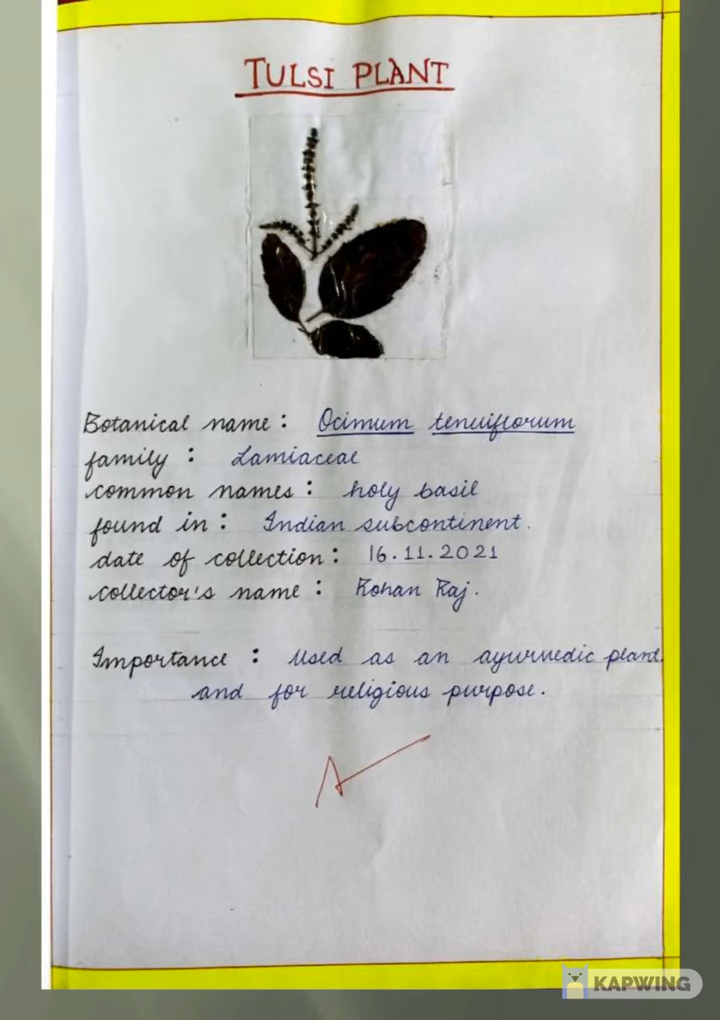 TULSI PLANT
Botanical name : Ocimum tenuiflorum
family : Lamiaceae
common names : holy basil
found in : Indian subcontinent.
date of collection : 16.11.2021
collector's name : Rohan Raj.
Importance : Used as an ayurvedic plant
and for religious purpose.
KAPWING